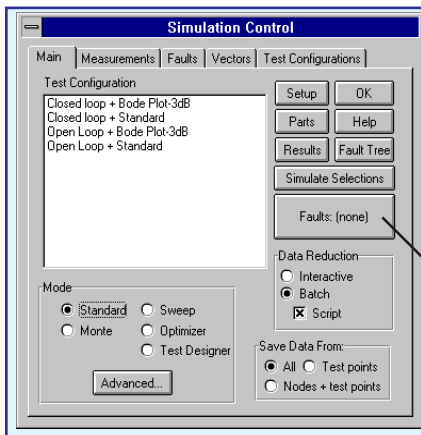 Simulation Control
Main Measurements Faults Vectors Test Configurations
Test Configuration
Closed loop + Bode Plot-3dB
Closed loop + Standard
Open Loop + Bode Plot-3dB
Open Loop + Standard
Setup OK
Parts Help
Results Fault Tree
Simulate Selections
Faults: (none)
Data Reduction
Interactive
Batch
Script
Mode
Standard Sweep
Monte Optimizer
Test Designer
Advanced...
Save Data From:
All Test points
Nodes + test points